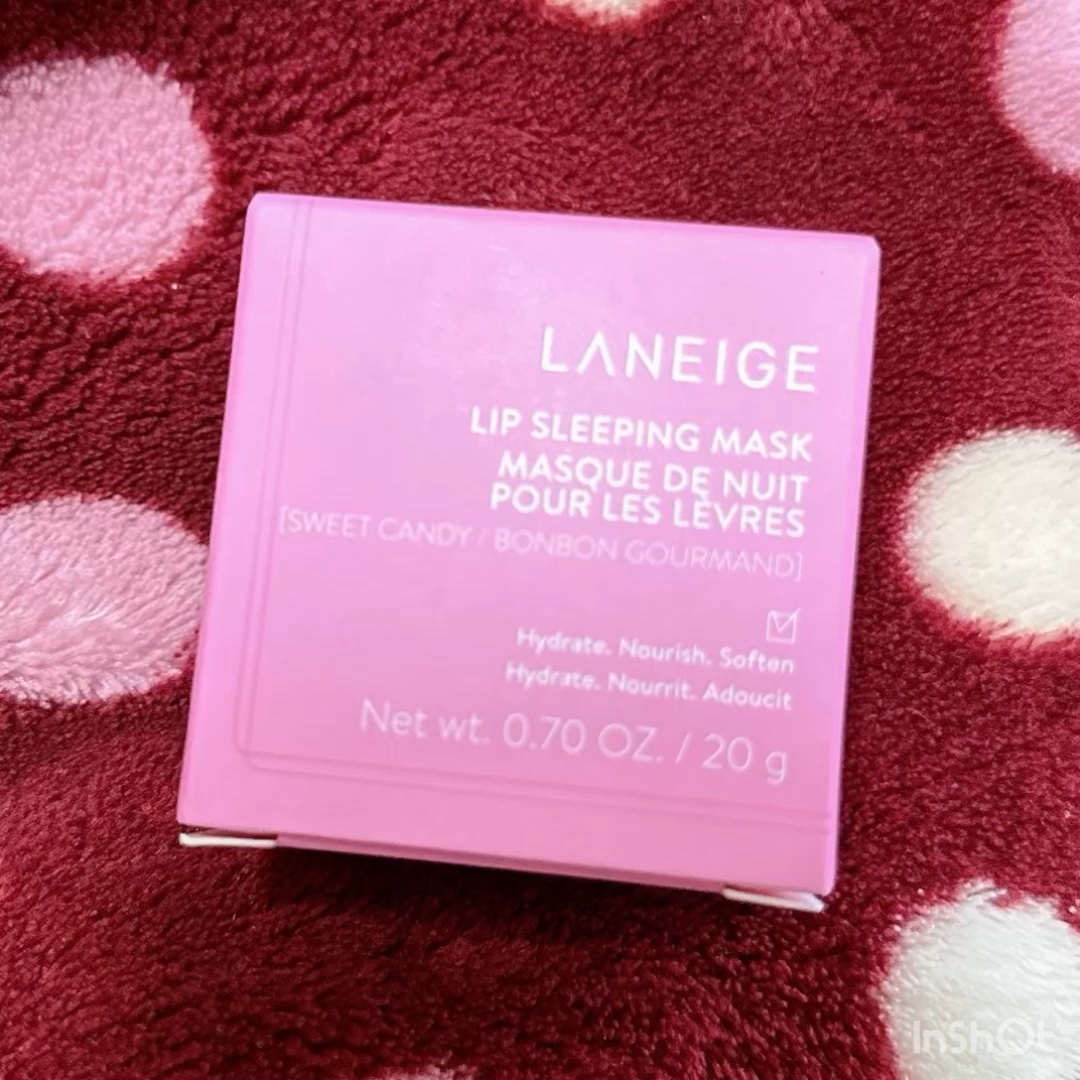 LANEIGE
LIP SLEEPING MASK
MASQUE DE NUIT
POUR LES LÈVRES
[SWEET CANDY / BONBON GOURMAND]
Hydrate. Nourish. Soften
Hydrate. Nourrit. Adoucit
Net wt. 0.70 OZ. / 20 g
InShOt